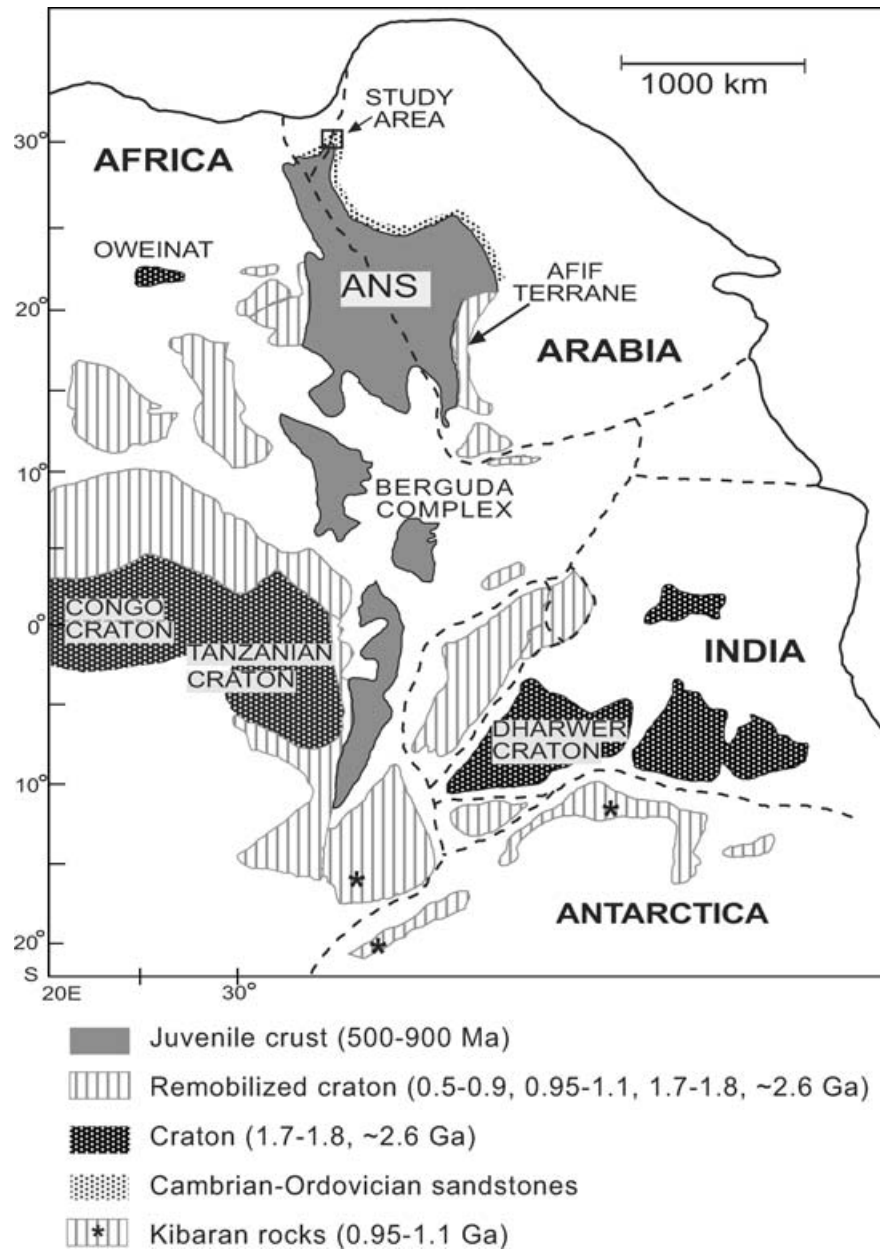 1000 km
STUDY
AREA
30°
AFRICA
OWEINAT
AFIF
TERRANE
ANS
20°
ARABIA
10°
BERGUDA
COMPLEX
CONGO
CRATON
0°
TANZANIAN
CRATON
INDIA
DHARWER
CRATON
10°
*
*
ANTARCTICA
20°
*
S
20E
30°
Juvenile crust (500-900 Ma)
Remobilized craton (0.5-0.9, 0.95-1.1, 1.7-1.8, ~2.6 Ga)
Craton (1.7-1.8, ~2.6 Ga)
Cambrian-Ordovician sandstones
* Kibaran rocks (0.95-1.1 Ga)